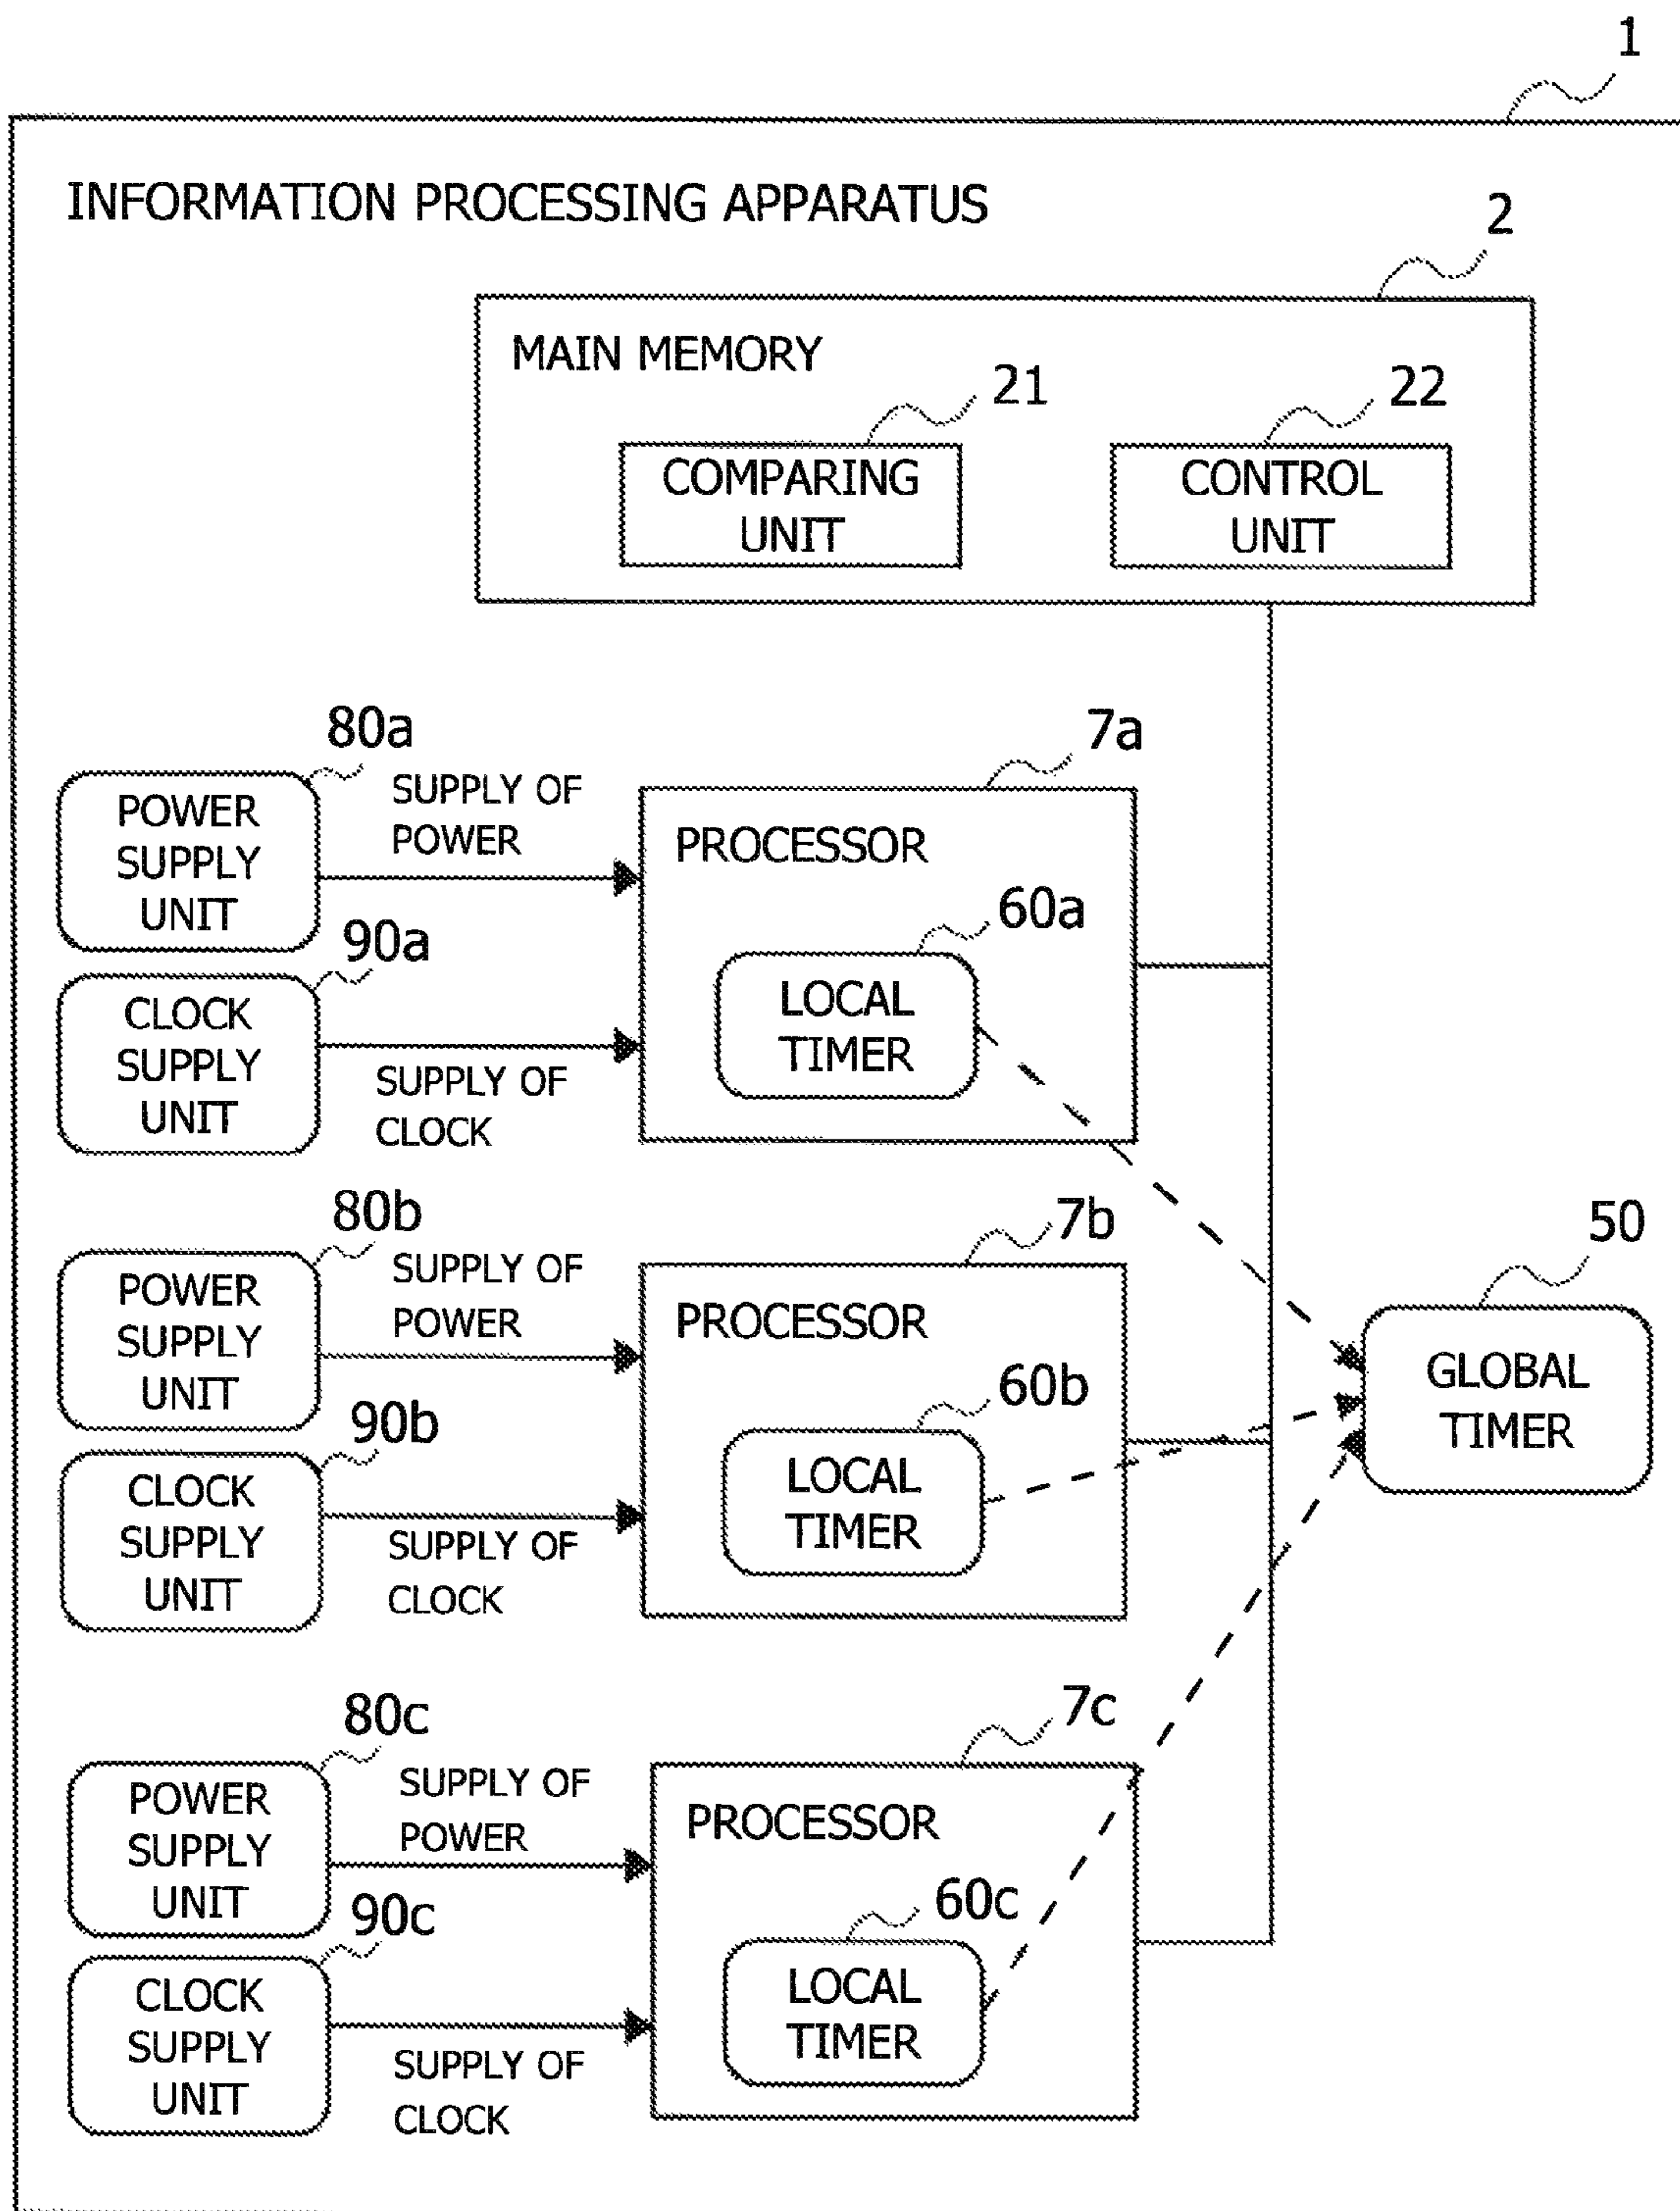 1
INFORMATION PROCESSING APPARATUS
2
MAIN MEMORY
21
22
COMPARING
UNIT
CONTROL
UNIT
80a
7a
POWER
SUPPLY
UNIT
SUPPLY OF
POWER
PROCESSOR
90a
60a
CLOCK
SUPPLY
UNIT
SUPPLY OF
CLOCK
LOCAL
TIMER
80b
7b
50
POWER
SUPPLY
UNIT
SUPPLY OF
POWER
PROCESSOR
GLOBAL
TIMER
90b
60b
CLOCK
SUPPLY
UNIT
SUPPLY OF
CLOCK
LOCAL
TIMER
80c
7c
POWER
SUPPLY
UNIT
SUPPLY OF
POWER
PROCESSOR
90c
60c
CLOCK
SUPPLY
UNIT
SUPPLY OF
CLOCK
LOCAL
TIMER